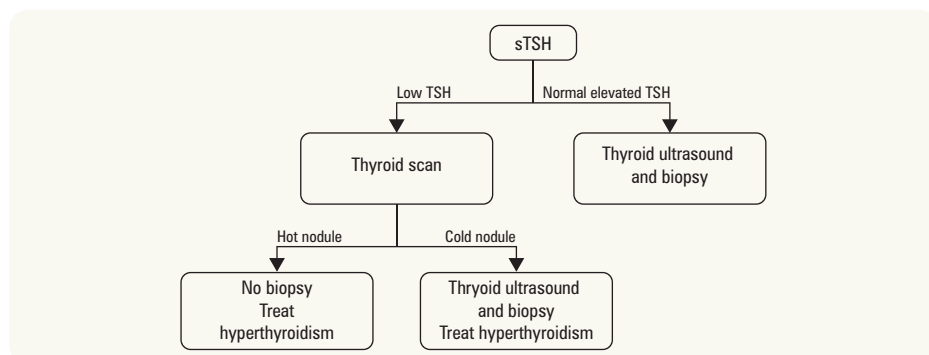 sTSH
Low TSH
Normal elevated TSH
Thyroid scan
Thyroid ultrasound
and biopsy
Hot nodule
Cold nodule
No biopsy
Treat
hyperthyroidism
Thryoid ultrasound
and biopsy
Treat hyperthyroidism